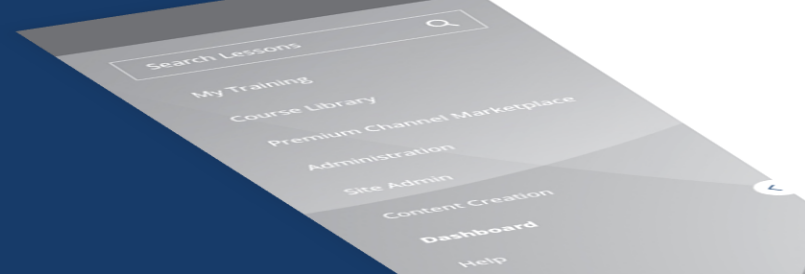 Search Lessons
My Training
Course Library
Premium Channel Marketplace
Administration
Site Admin
Content Creation
Dashboard
Help